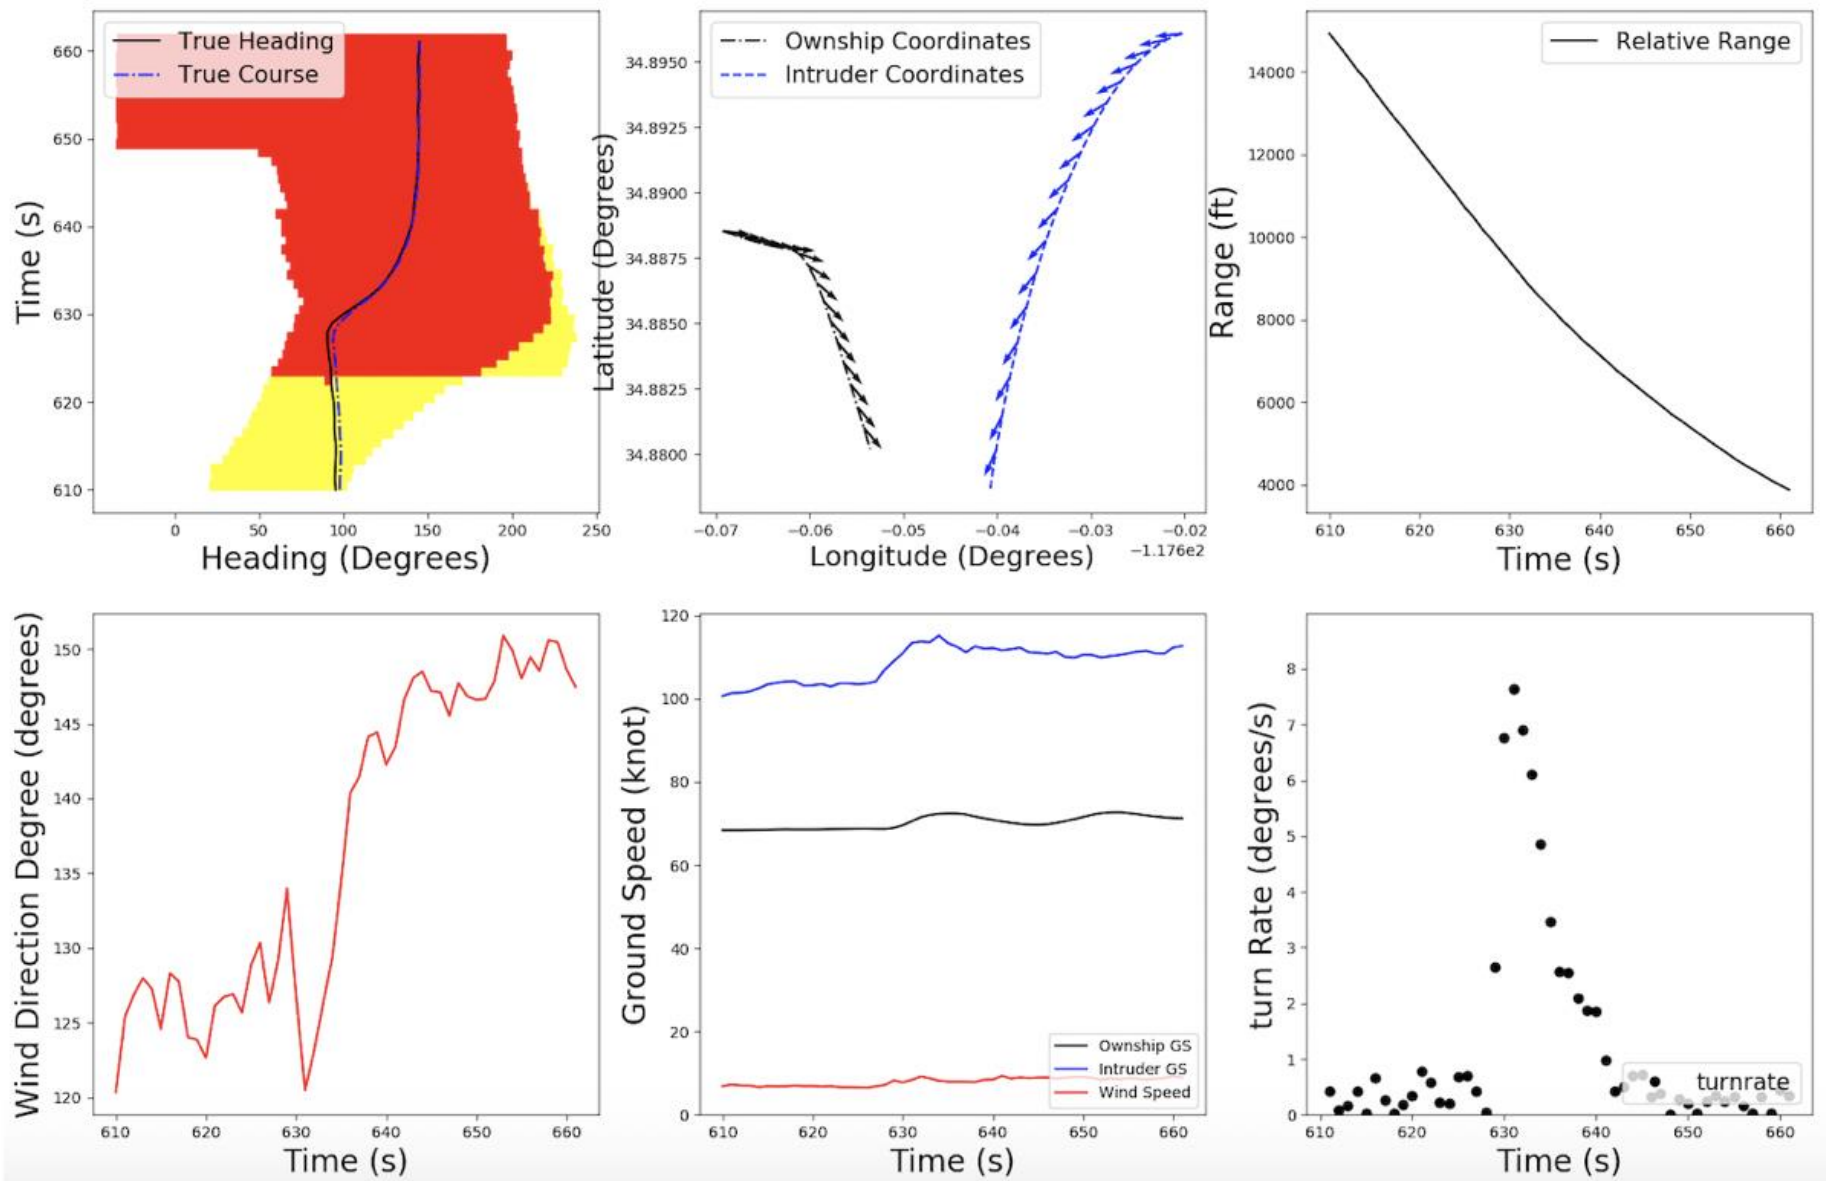 True Heading
True Course
660
650
640
630
620
610
Time (s)
0 50 100 150 200 250
Heading (Degrees)
Ownship Coordinates
Intruder Coordinates
34.8950
34.8925
34.8900
34.8875
34.8850
34.8825
34.8800
Latitude (Degrees)
−0.07 −0.06 −0.05 −0.04 −0.03 −0.02
−1.176e2
Longitude (Degrees)
Relative Range
14000
12000
10000
8000
6000
4000
Range (ft)
610 620 630 640 650 660
Time (s)
150
145
140
135
130
125
120
Wind Direction Degree (degrees)
610 620 630 640 650 660
Time (s)
120
100
80
60
40
20
0
Ground Speed (knot)
Ownship GS
Intruder GS
Wind Speed
610 620 630 640 650 660
Time (s)
8
7
6
5
4
3
2
1
0
turn Rate (degrees/s)
turnrate
610 620 630 640 650 660
Time (s)